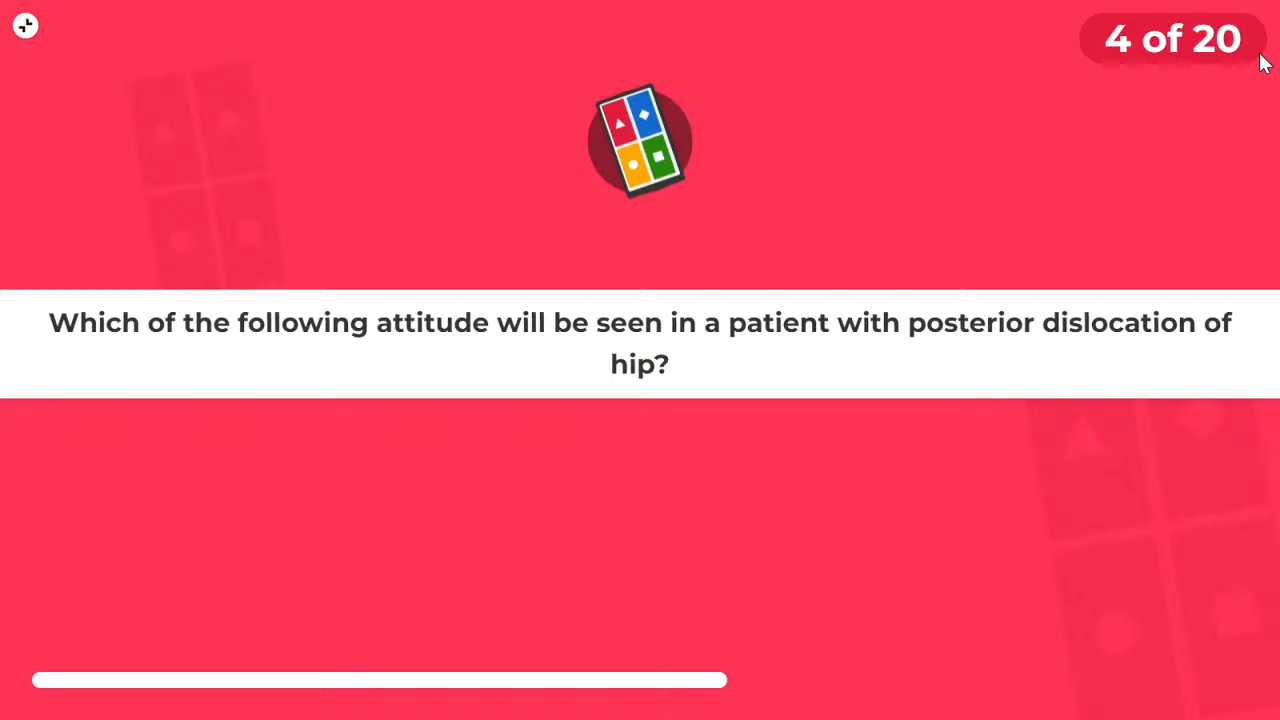 4 of 20
Which of the following attitude will be seen in a patient with posterior dislocation of
hip?